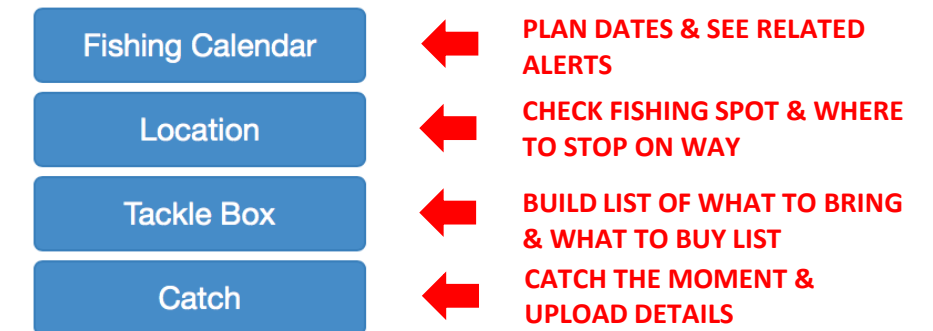 Fishing Calendar
PLAN DATES & SEE RELATED
ALERTS
Location
CHECK FISHING SPOT & WHERE
TO STOP ON WAY
Tackle Box
BUILD LIST OF WHAT TO BRING
& WHAT TO BUY LIST
Catch
CATCH THE MOMENT &
UPLOAD DETAILS